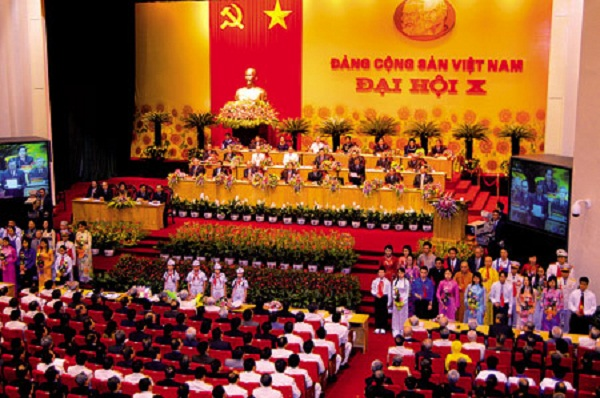 ĐẢNG CỘNG SẢN VIỆT NAM
ĐẠI HỘI X